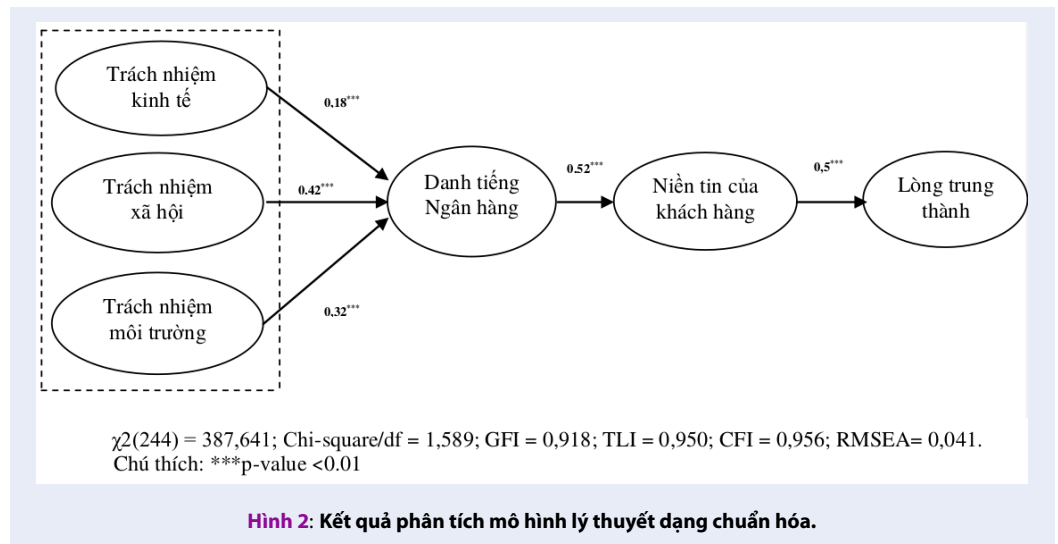 Trách nhiệm
kinh tế
0,18***
Trách nhiệm
xã hội
0.42***
Danh tiếng
Ngân hàng
0.52***
Niền tin của
khách hàng
0,5***
Lòng trung
thành
Trách nhiệm
môi trường
0,32***
χ2(244) = 387,641; Chi-square/df = 1,589; GFI = 0,918; TLI = 0,950; CFI = 0,956; RMSEA= 0,041.
Chú thích: ***p-value <0.01
Hình 2: Kết quả phân tích mô hình lý thuyết dạng chuẩn hóa.